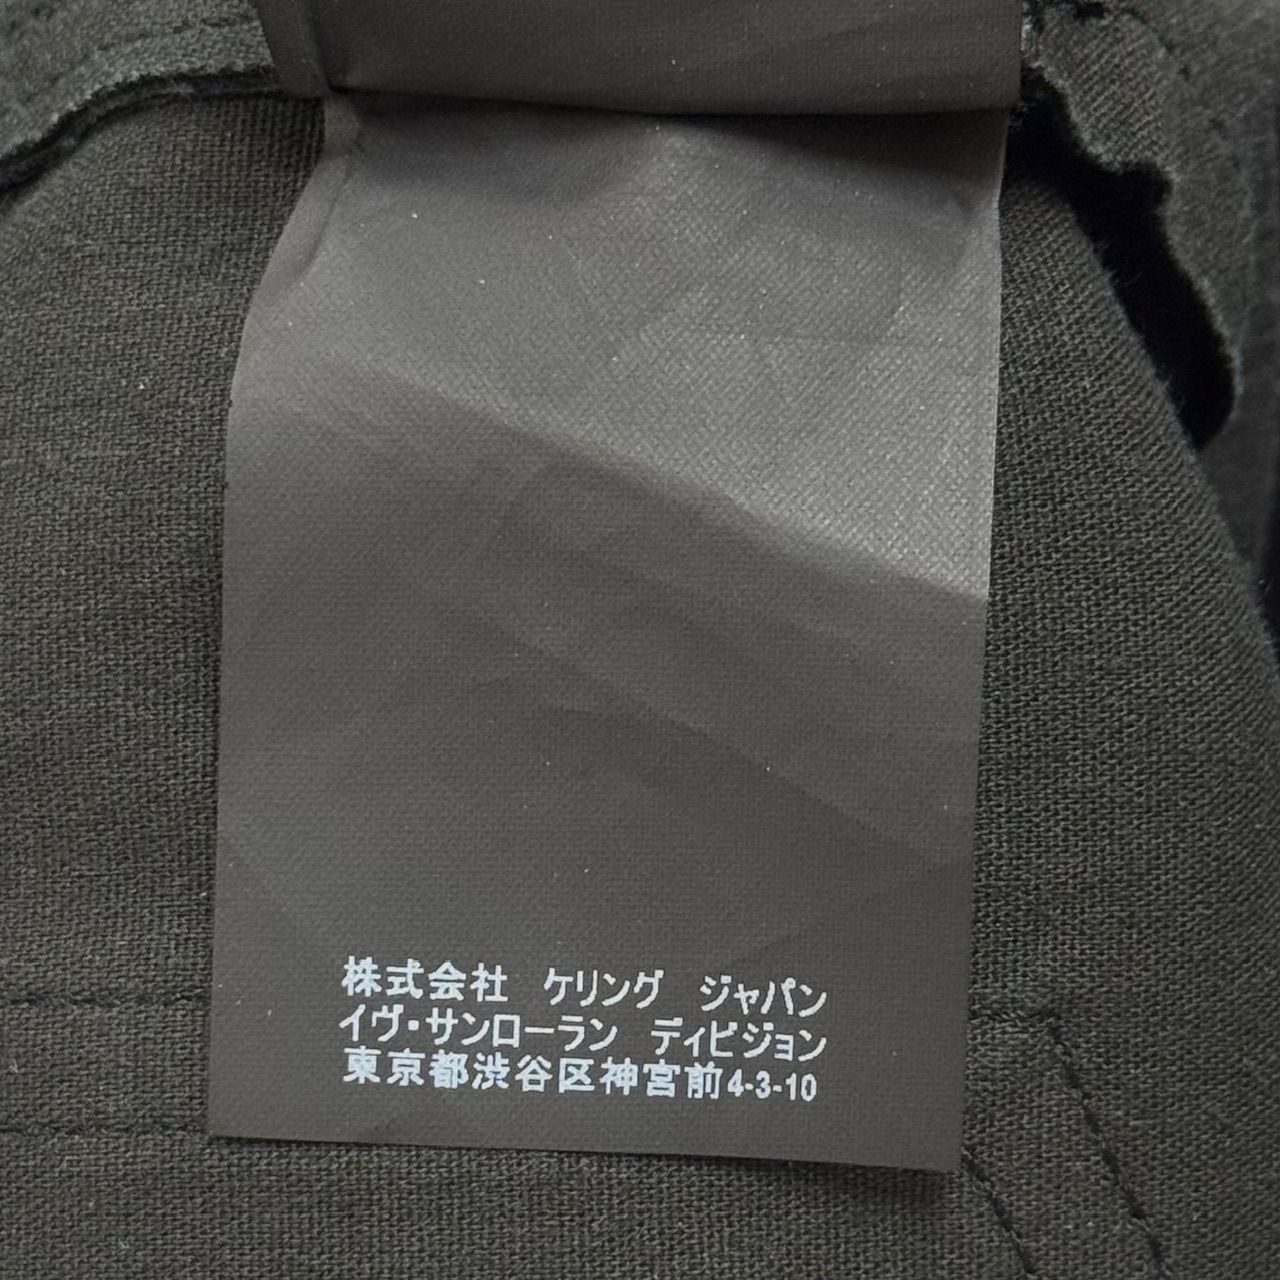 株式会社 ケリング ジャパン
イヴ・サンローラン ディビジョン
東京都渋谷区神宮前4-3-10